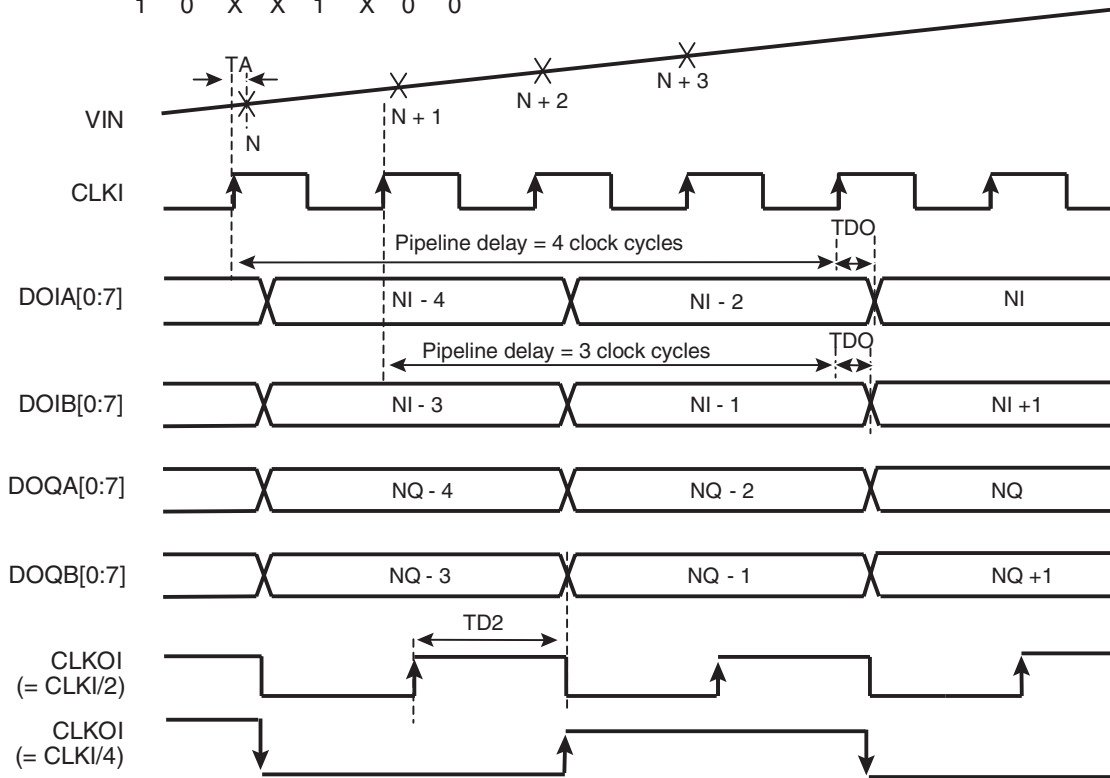 1 0 X X 1 X 0 0
TA
VIN
N
N + 1
N + 2
N + 3
CLKI
TDO
Pipeline delay = 4 clock cycles
DOIA[0:7]
NI - 4
NI - 2
NI
TDO
Pipeline delay = 3 clock cycles
DOIB[0:7]
NI - 3
NI - 1
NI +1
DOQA[0:7]
NQ - 4
NQ - 2
NQ
DOQB[0:7]
NQ - 3
NQ - 1
NQ +1
TD2
CLKOI
(= CLKI/2)
CLKOI
(= CLKI/4)